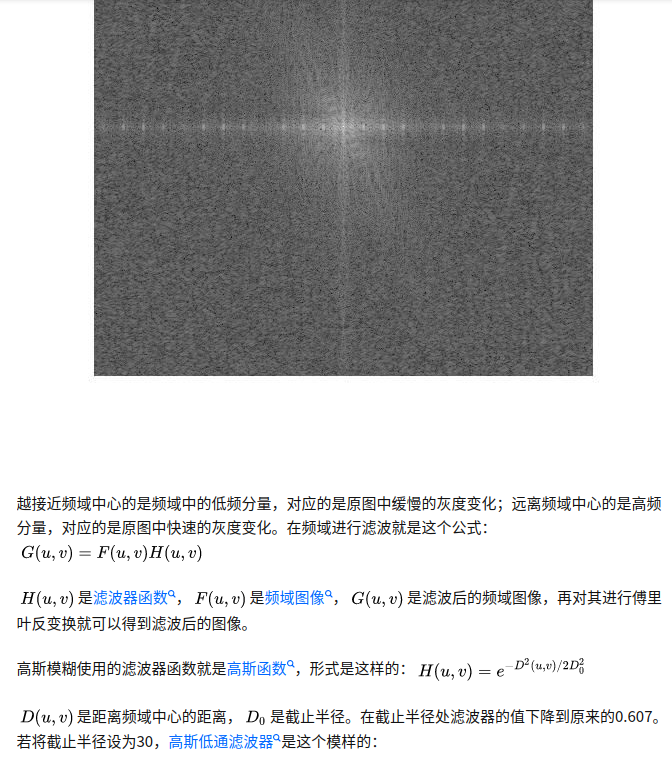 越接近频域中心的是频域中的低频分量，对应的是原图中缓慢的灰度变化；远离频域中心的是高频
分量，对应的是原图中快速的灰度变化。在频域进行滤波就是这个公式：
G(u, v) = F(u, v)H(u, v)
H(u, v) 是滤波器函数， F(u, v) 是频域图像， G(u, v) 是滤波后的频域图像，再对其进行傅里
叶反变换就可以得到滤波后的图像。
高斯模糊使用的滤波器函数就是高斯函数，形式是这样的： H(u, v) = e^{-D^2(u,v)/2D_0^2}
D(u, v) 是距离频域中心的距离， D_0 是截止半径。在截止半径处滤波器的值下降到原来的0.607。
若将截止半径设为30，高斯低通滤波器是这个模样的：